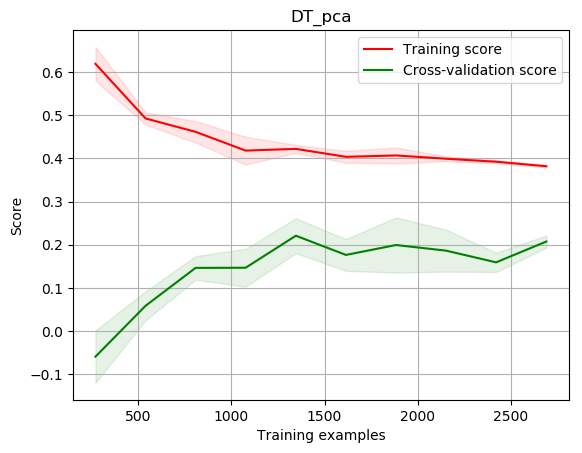 DT_pca
Training score
Cross-validation score
0.6
0.5
0.4
0.3
0.2
0.1
0.0
−0.1
Score
500
1000
1500
2000
2500
Training examples